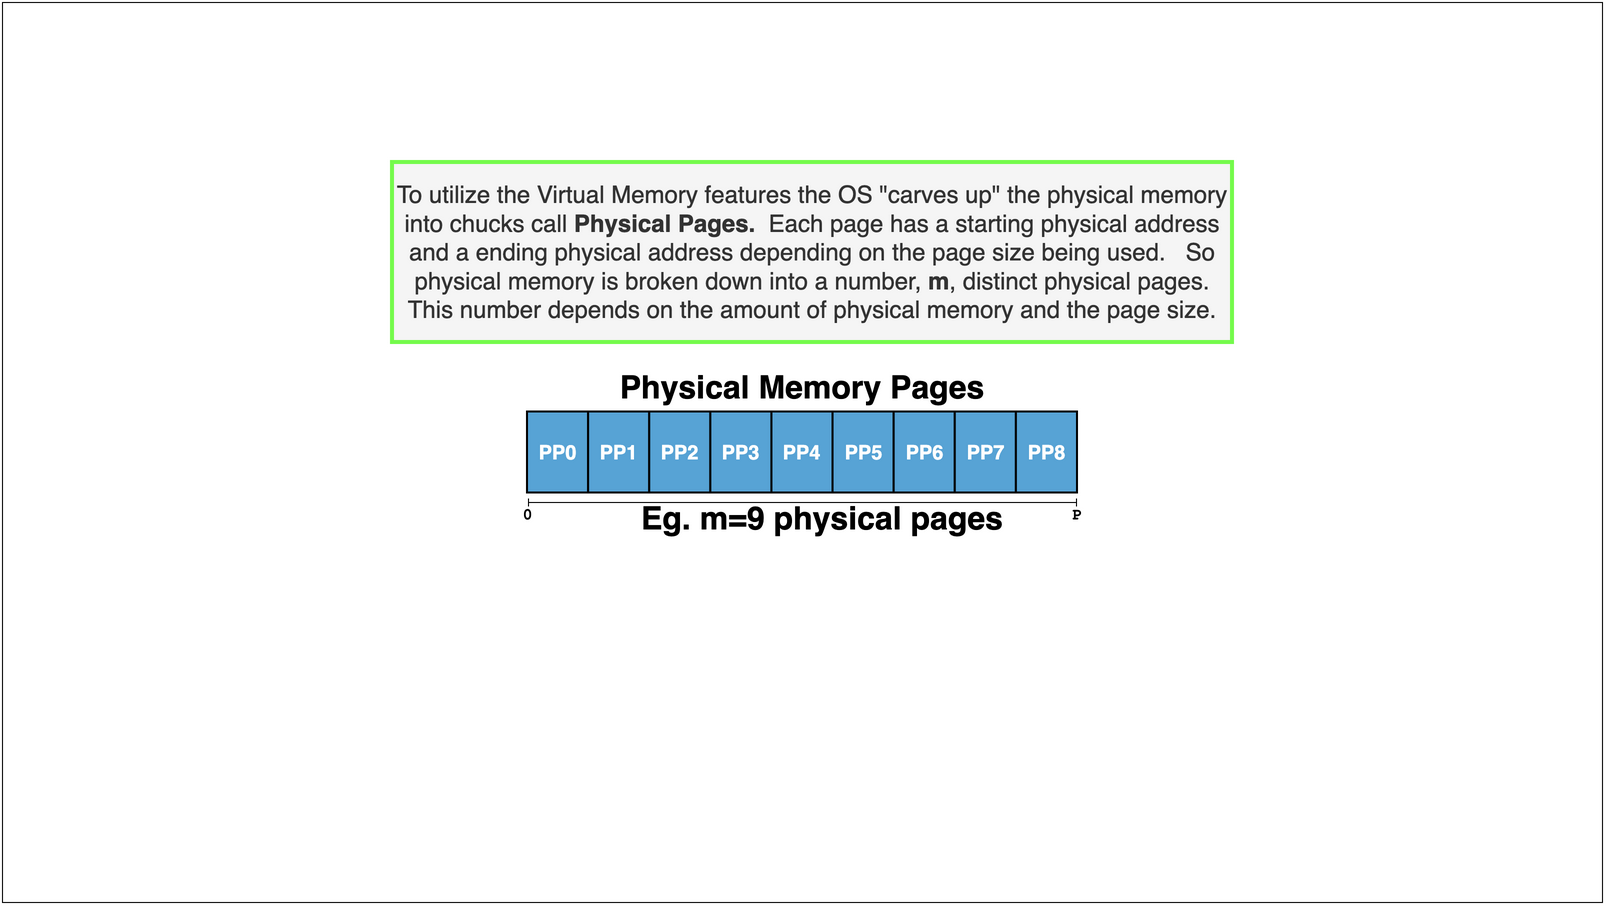 To utilize the Virtual Memory features the OS "carves up" the physical memory
into chucks call Physical Pages.  Each page has a starting physical address
and a ending physical address depending on the page size being used.   So
physical memory is broken down into a number, m, distinct physical pages.
This number depends on the amount of physical memory and the page size.
Physical Memory Pages
PP0 PP1 PP2 PP3 PP4 PP5 PP6 PP7 PP8
0 Eg. m=9 physical pages P